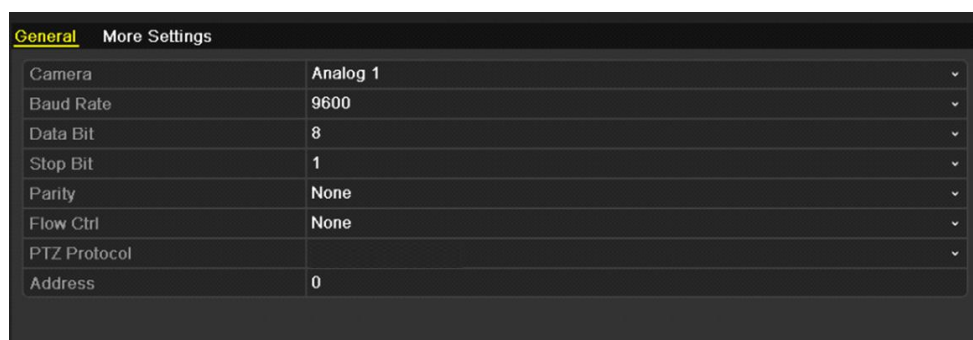 General More Settings
Camera Analog 1
Baud Rate 9600
Data Bit 8
Stop Bit 1
Parity None
Flow Ctrl None
PTZ Protocol
Address 0